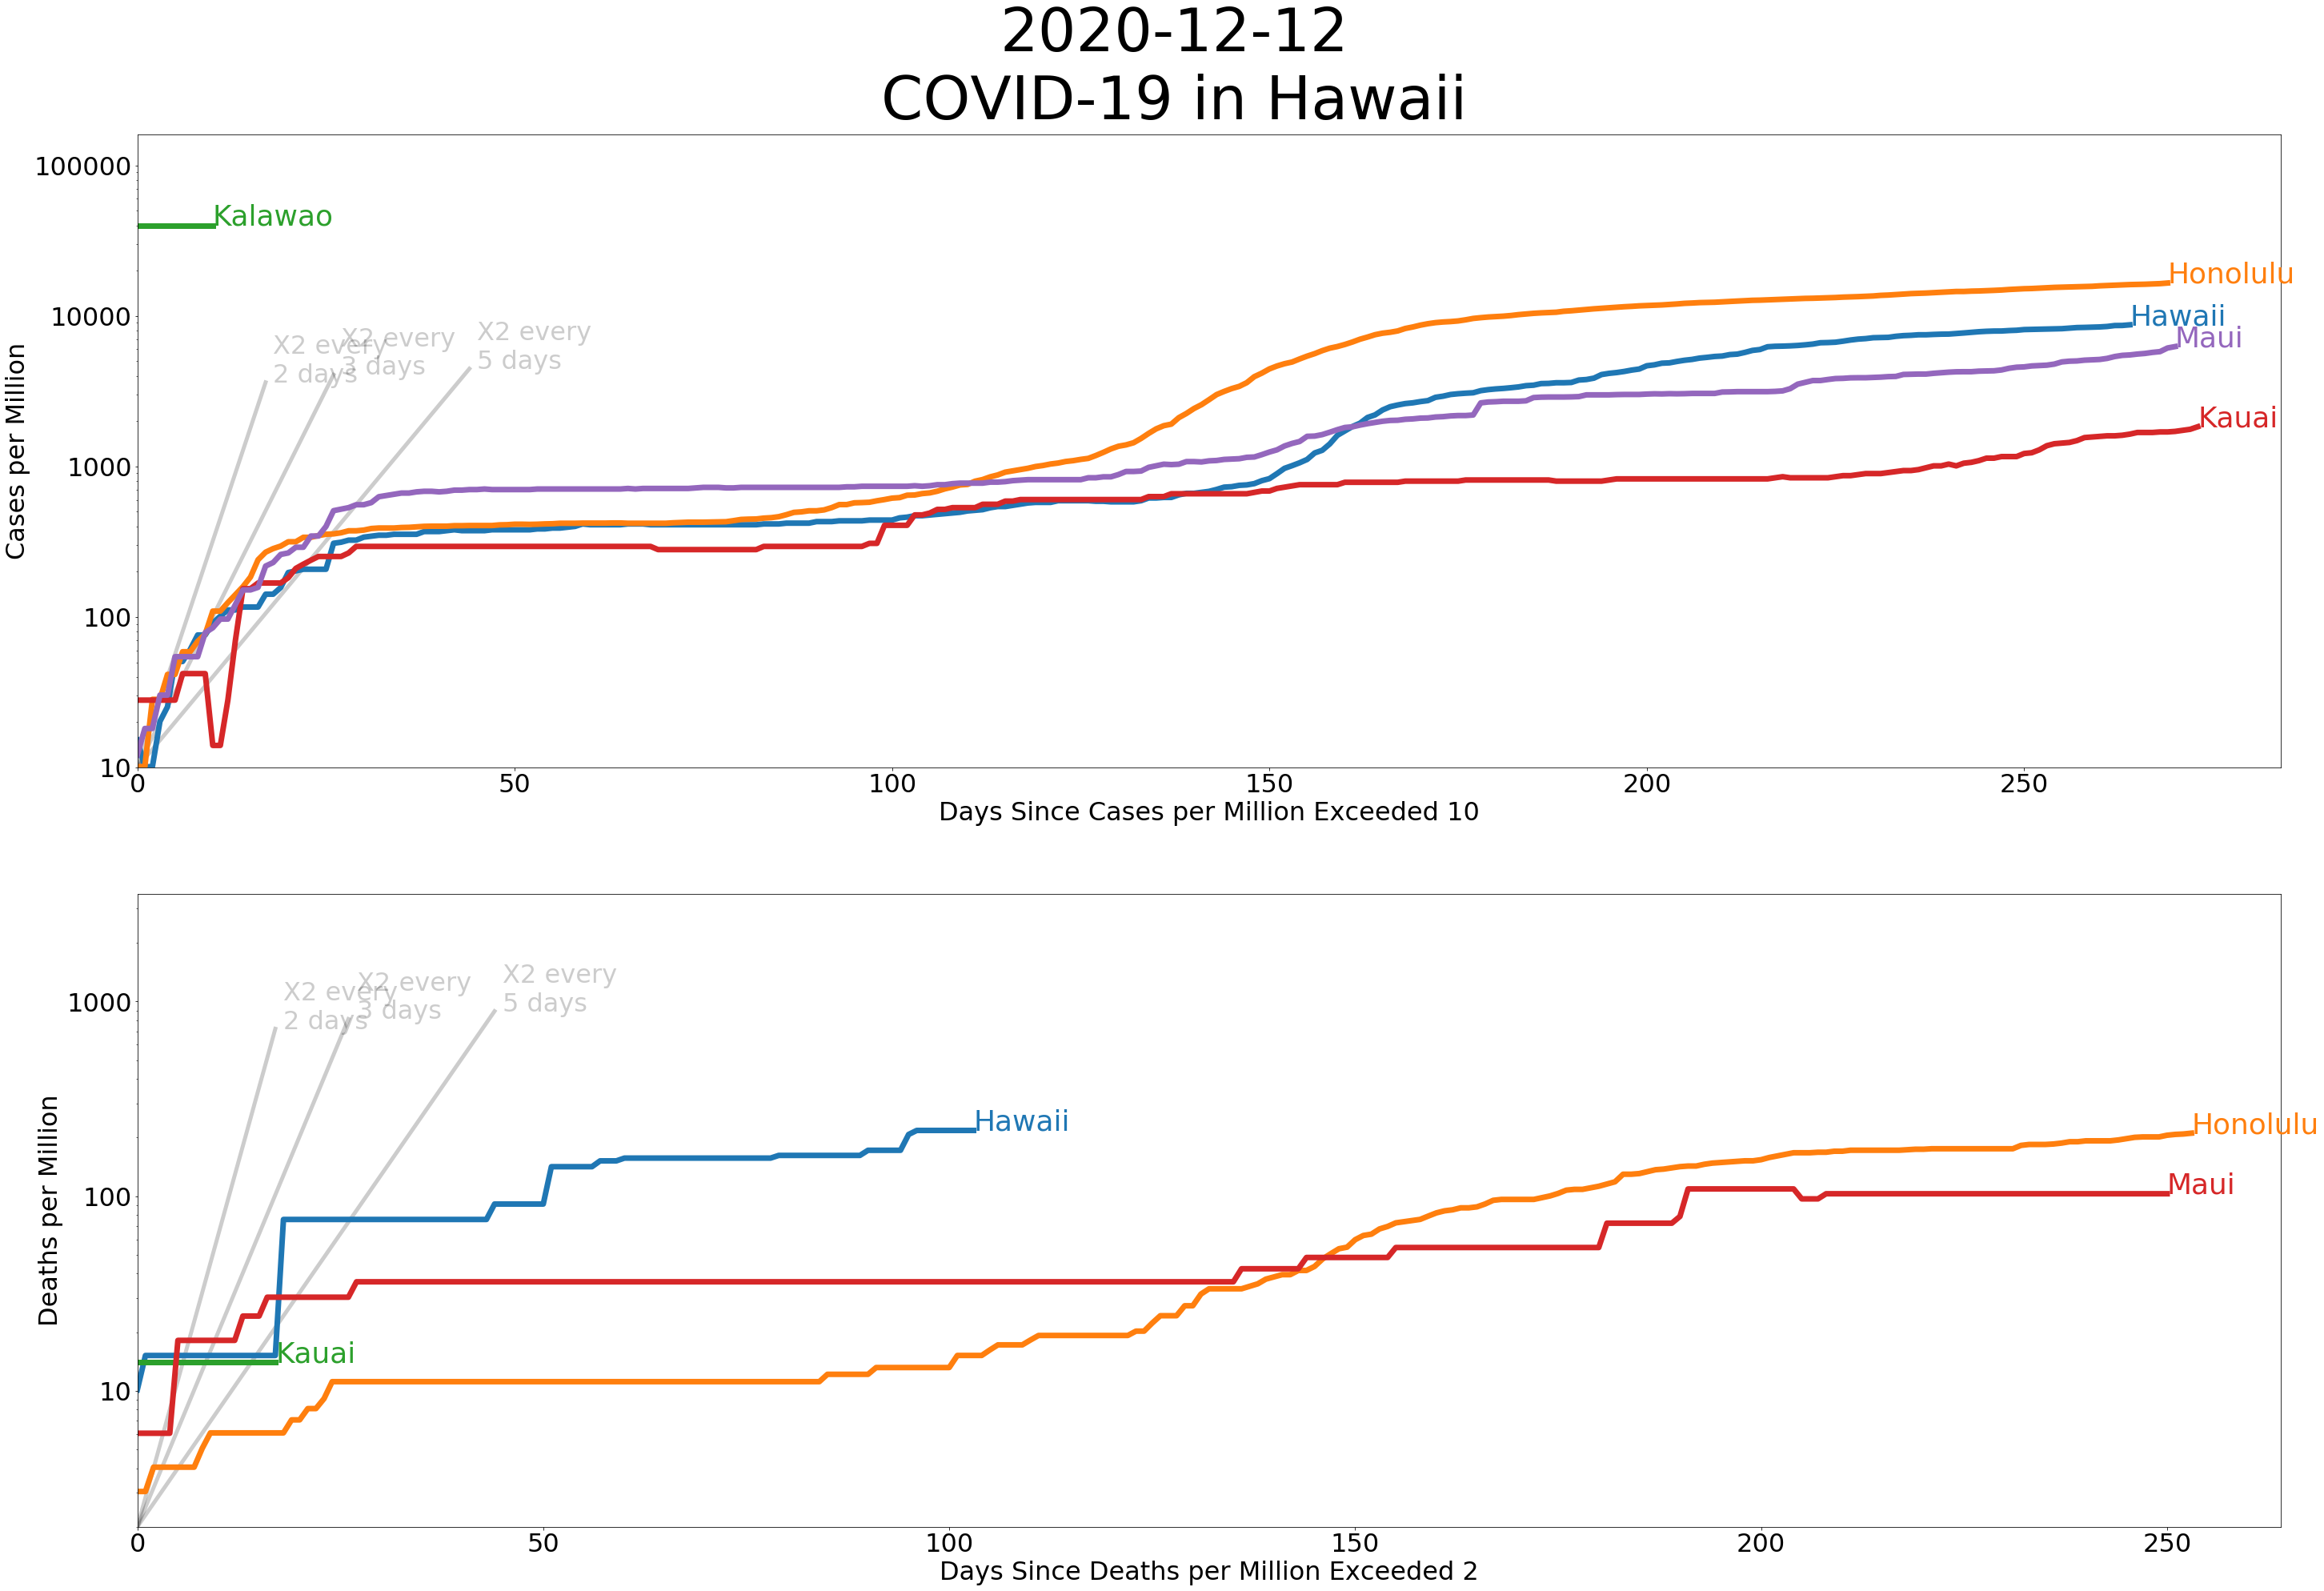 2020-12-12
COVID-19 in Hawaii
100000
10000
1000
100
10
Cases per Million
Kalawao
Honolulu
Hawaii
Maui
Kauai
X2 every
2 days
X2 every
3 days
X2 every
5 days
0
50
100
150
200
250
Days Since Cases per Million Exceeded 10
1000
100
10
Deaths per Million
X2 every
2 days
X2 every
3 days
X2 every
5 days
Hawaii
Honolulu
Maui
Kauai
0
50
100
150
200
250
Days Since Deaths per Million Exceeded 2